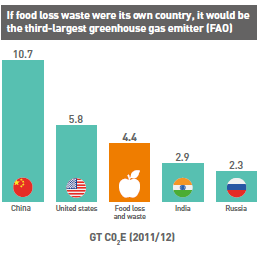 If food loss waste were its own country, it would be
the third-largest greenhouse gas emitter (FAO)
10.7
5.8
4.4
2.9
2.3
China
United states
Food loss
and waste
India
Russia
GT CO₂E (2011/12)